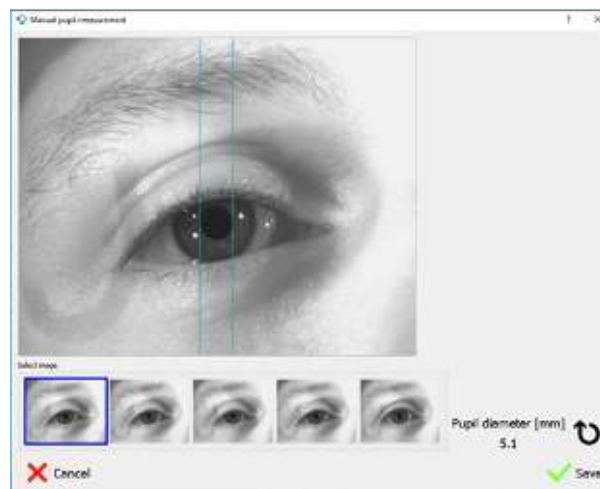 Manual pupil measurement
Select image
Pupil diameter [mm]
5.1
Cancel
Save